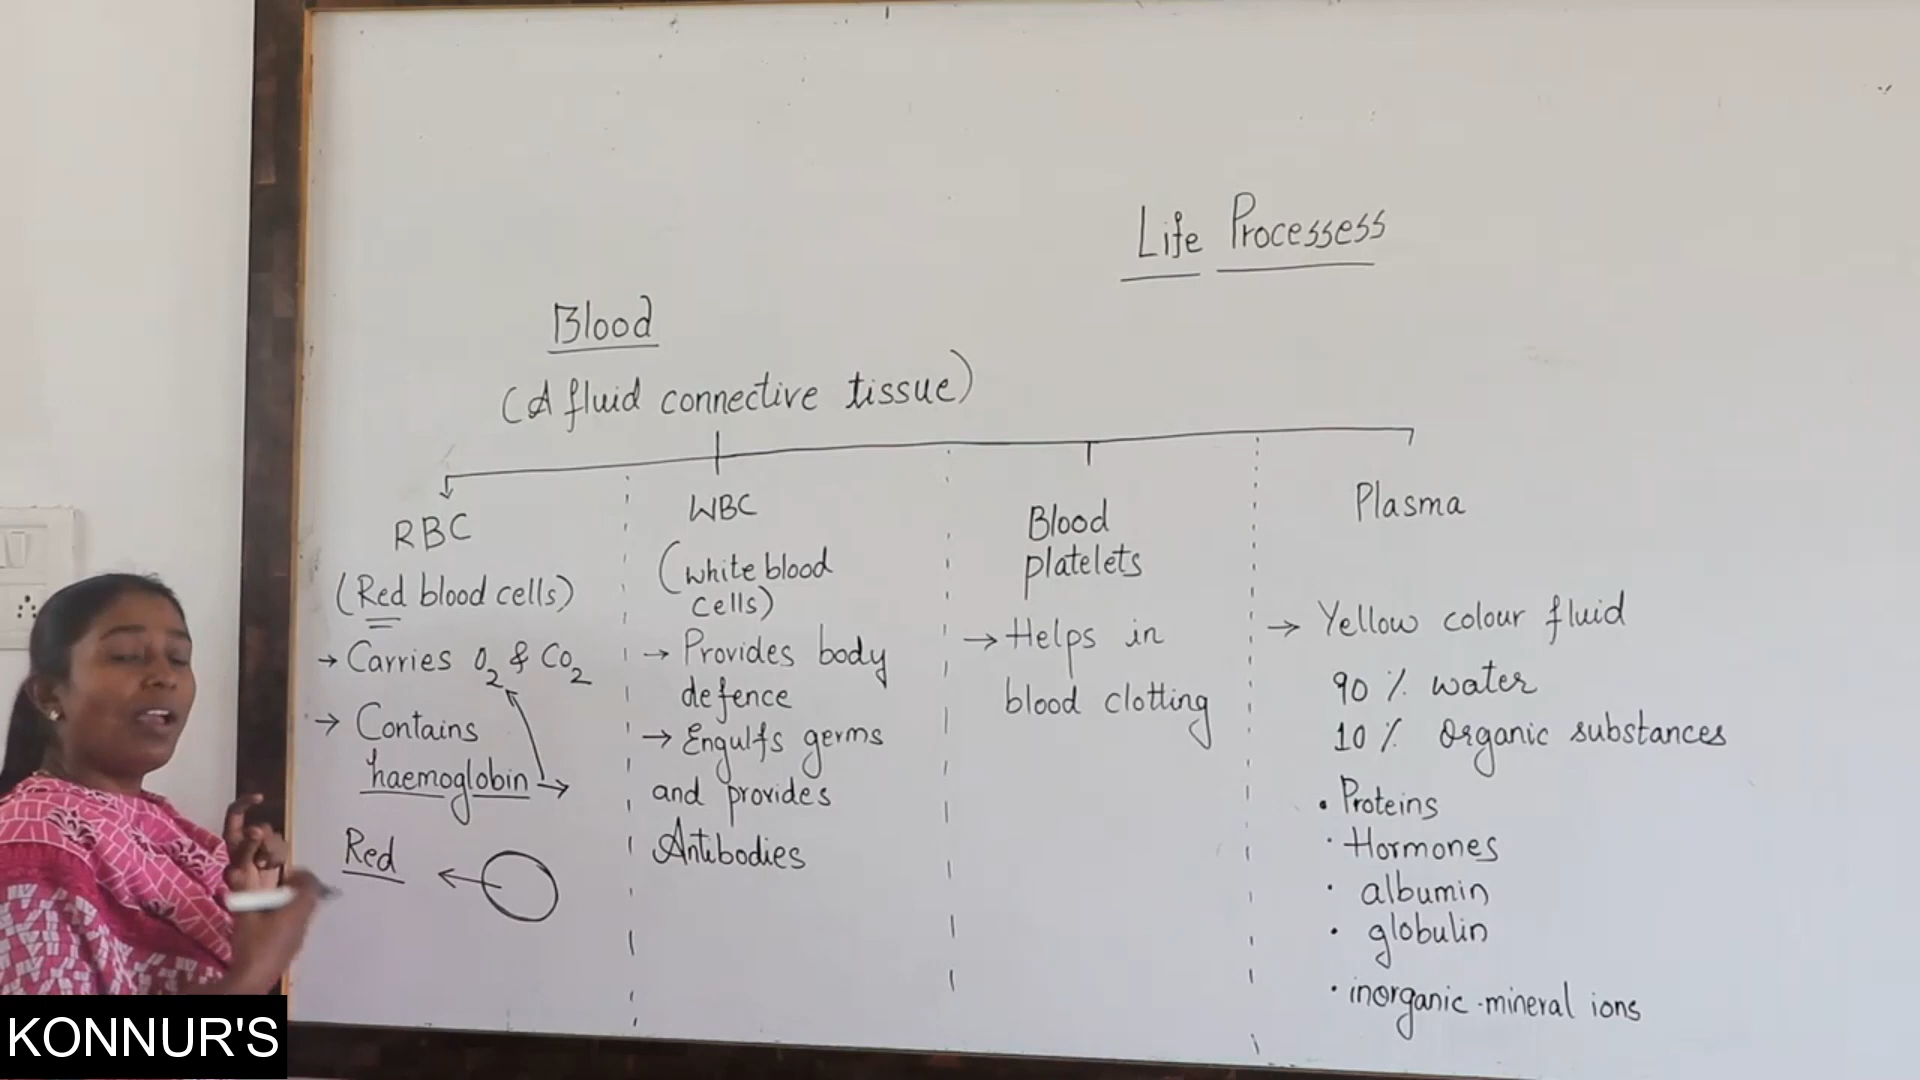 Life Processess
Blood
(A fluid connective tissue)
RBC
(Red blood cells)
→ Carries O2 & CO2
→ Contains
haemoglobin →
Red
WBC
(white blood
cells)
→ Provides body
defence
→ Engulfs germs
and provides
Antibodies
Blood
platelets
→ Helps in
blood clotting
Plasma
→ Yellow colour fluid
90 % water
10 % Organic substances
• Proteins
• Hormones
• albumin
• globulin
• inorganic-mineral ions
KONNUR'S